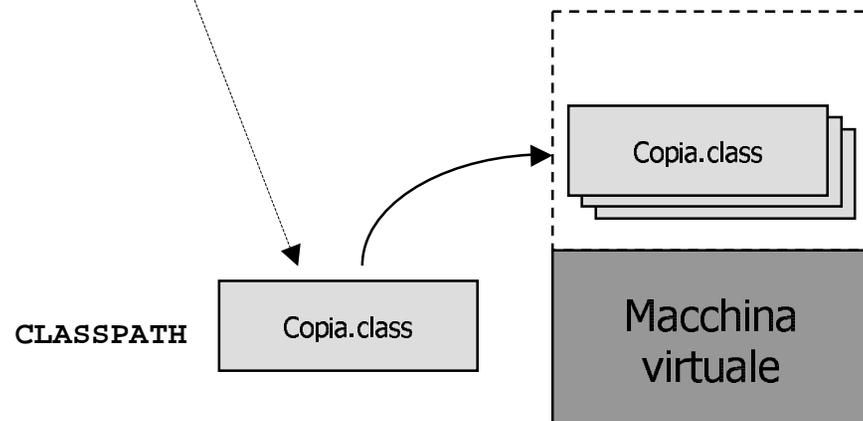 Copia.class
CLASSPATH
Copia.class
Macchina
virtuale